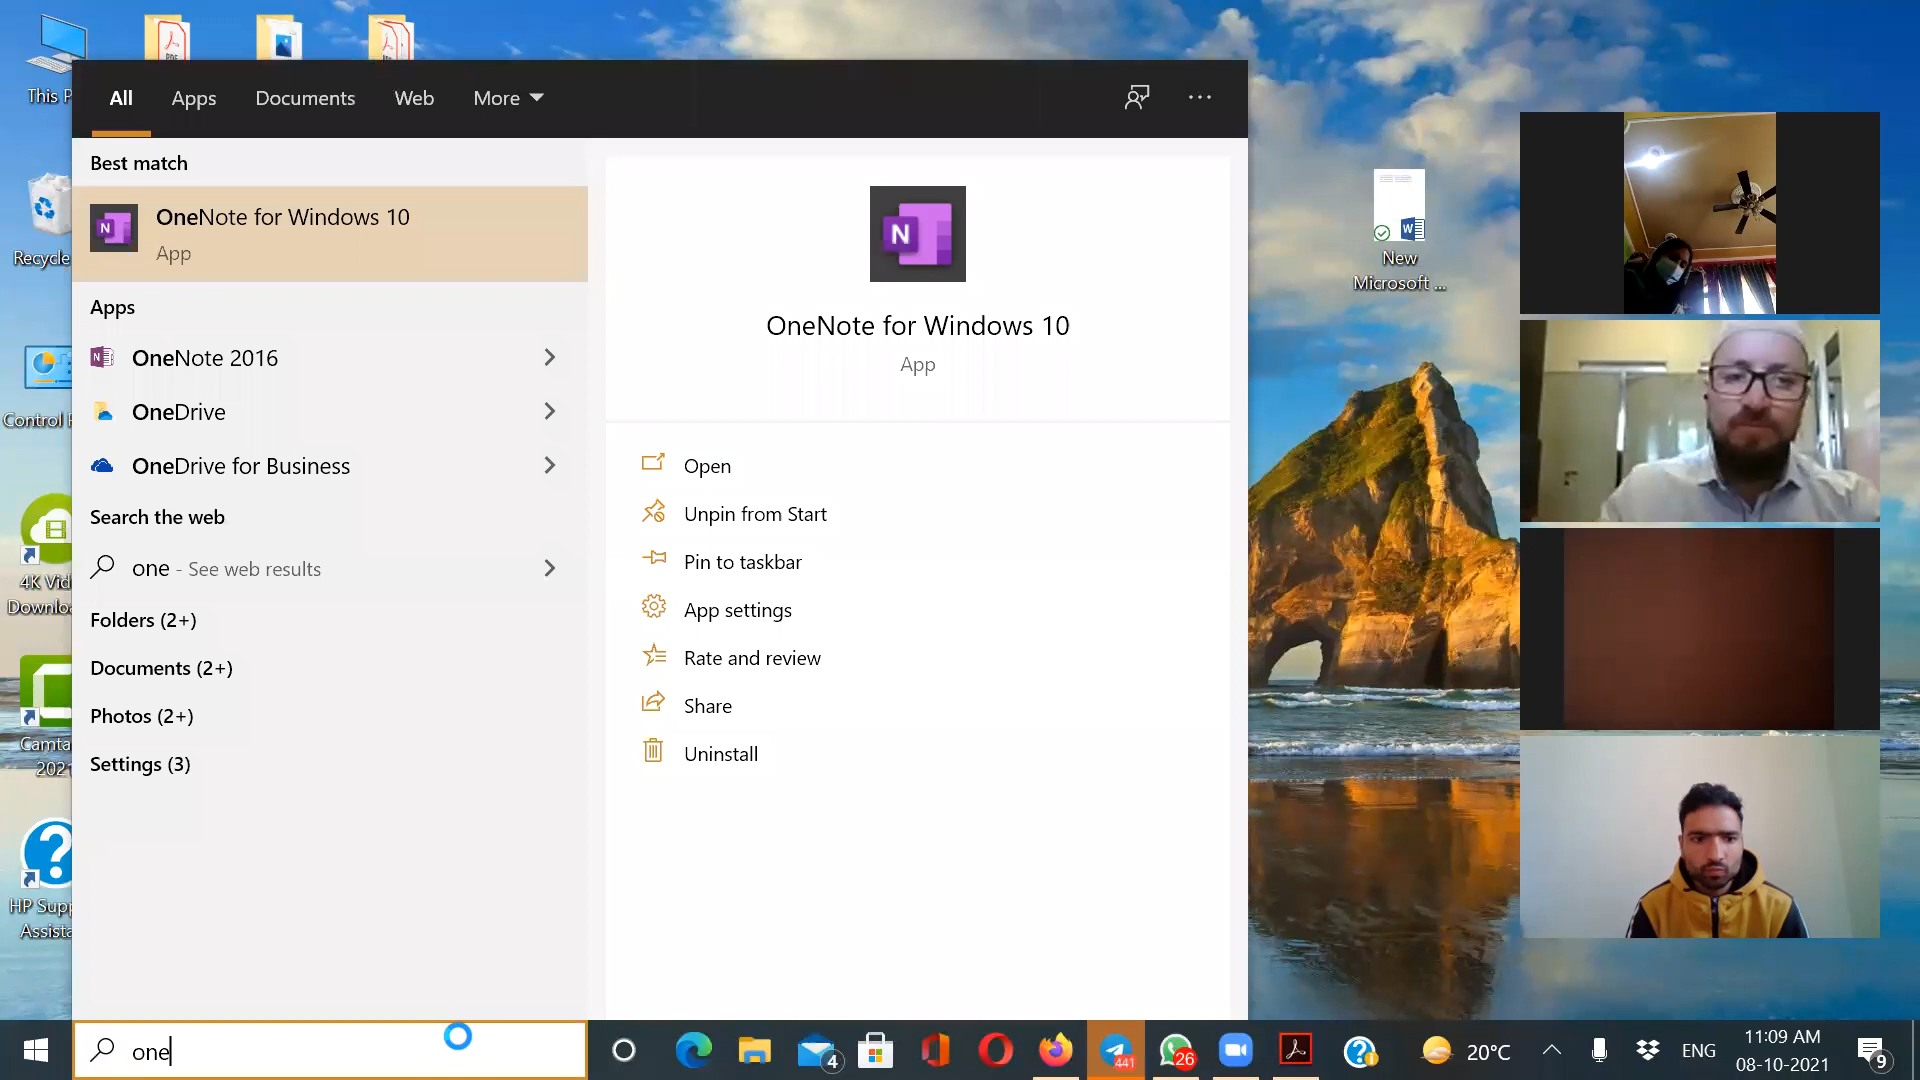 This P
All
Apps
Documents
Web
More
Best match
OneNote for Windows 10
App
Apps
OneNote 2016
OneDrive
OneDrive for Business
Search the web
one - See web results
Folders (2+)
Documents (2+)
Photos (2+)
Settings (3)
OneNote for Windows 10
App
Open
Unpin from Start
Pin to taskbar
App settings
Rate and review
Share
Uninstall
Recycle
Control
4K Vid
Downlo
Camta
202
HP Supp
Assista
New
Microsoft ...
one
4
441
26
20°C
ENG
11:09 AM
08-10-2021
9